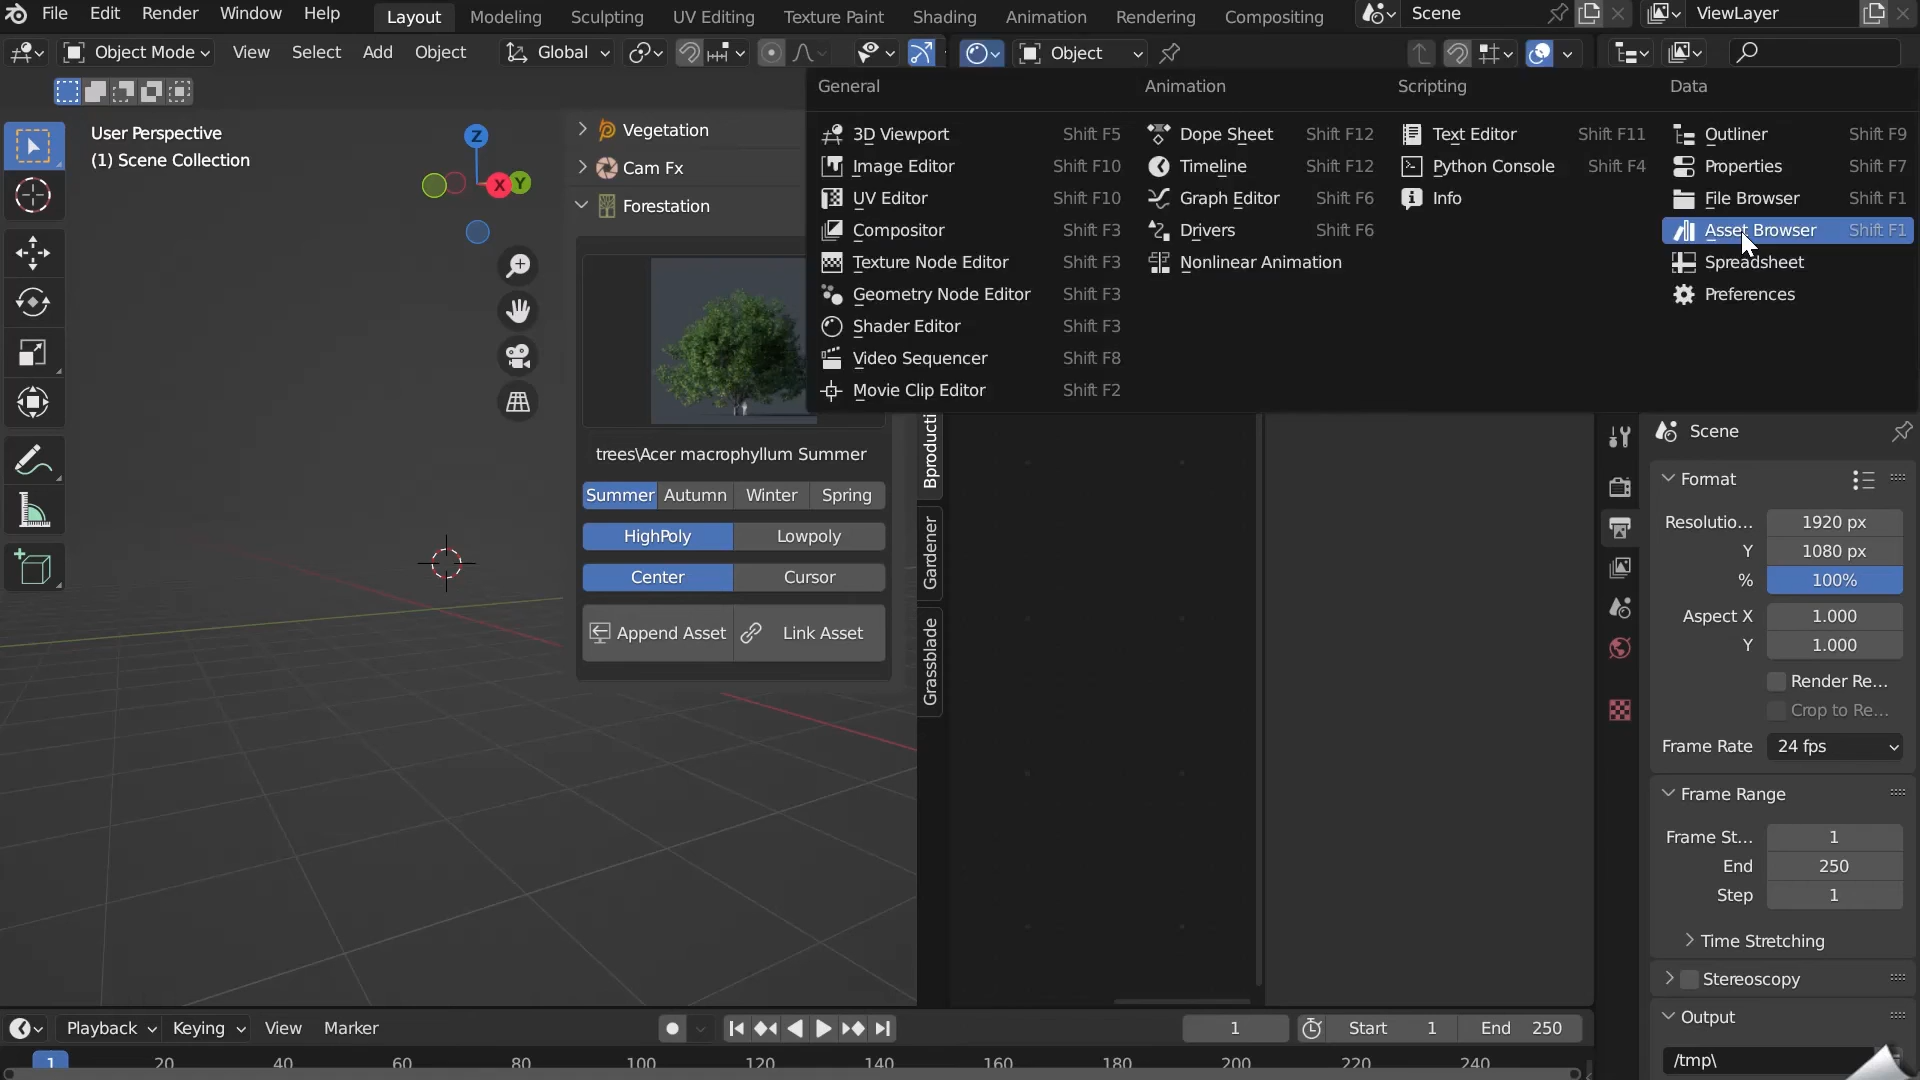 File Edit Render Window Help Layout Modeling Sculpting UV Editing Texture Paint Shading Animation Rendering Compositing Scene ViewLayer
Object Mode View Select Add Object Global Object
User Perspective
(1) Scene Collection
Z
X Y
Vegetation
Cam Fx
Forestation
trees\Acer macrophyllum Summer
Summer Autumn Winter Spring
HighPoly Lowpoly
Center Cursor
Append Asset Link Asset
Bproducti
Gardener
Grassblade
General
3D Viewport Shift F5
Image Editor Shift F10
UV Editor Shift F10
Compositor Shift F3
Texture Node Editor Shift F3
Geometry Node Editor Shift F3
Shader Editor Shift F3
Video Sequencer Shift F8
Movie Clip Editor Shift F2
Animation
Dope Sheet Shift F12
Timeline Shift F12
Graph Editor Shift F6
Drivers Shift F6
Nonlinear Animation
Scripting
Text Editor Shift F11
Python Console Shift F4
Info
Data
Outliner Shift F9
Properties Shift F7
File Browser Shift F1
Asset Browser Shift F1
Spreadsheet
Preferences
Scene
Format
Resolutio... 1920 px
Y 1080 px
% 100%
Aspect X 1.000
Y 1.000
Render Re...
Crop to Re...
Frame Rate 24 fps
Frame Range
Frame St... 1
End 250
Step 1
Time Stretching
Stereoscopy
Output
/tmp\
Playback Keying View Marker 1 Start 1 End 250
1 20 40 60 80 100 120 140 160 180 200 220 240